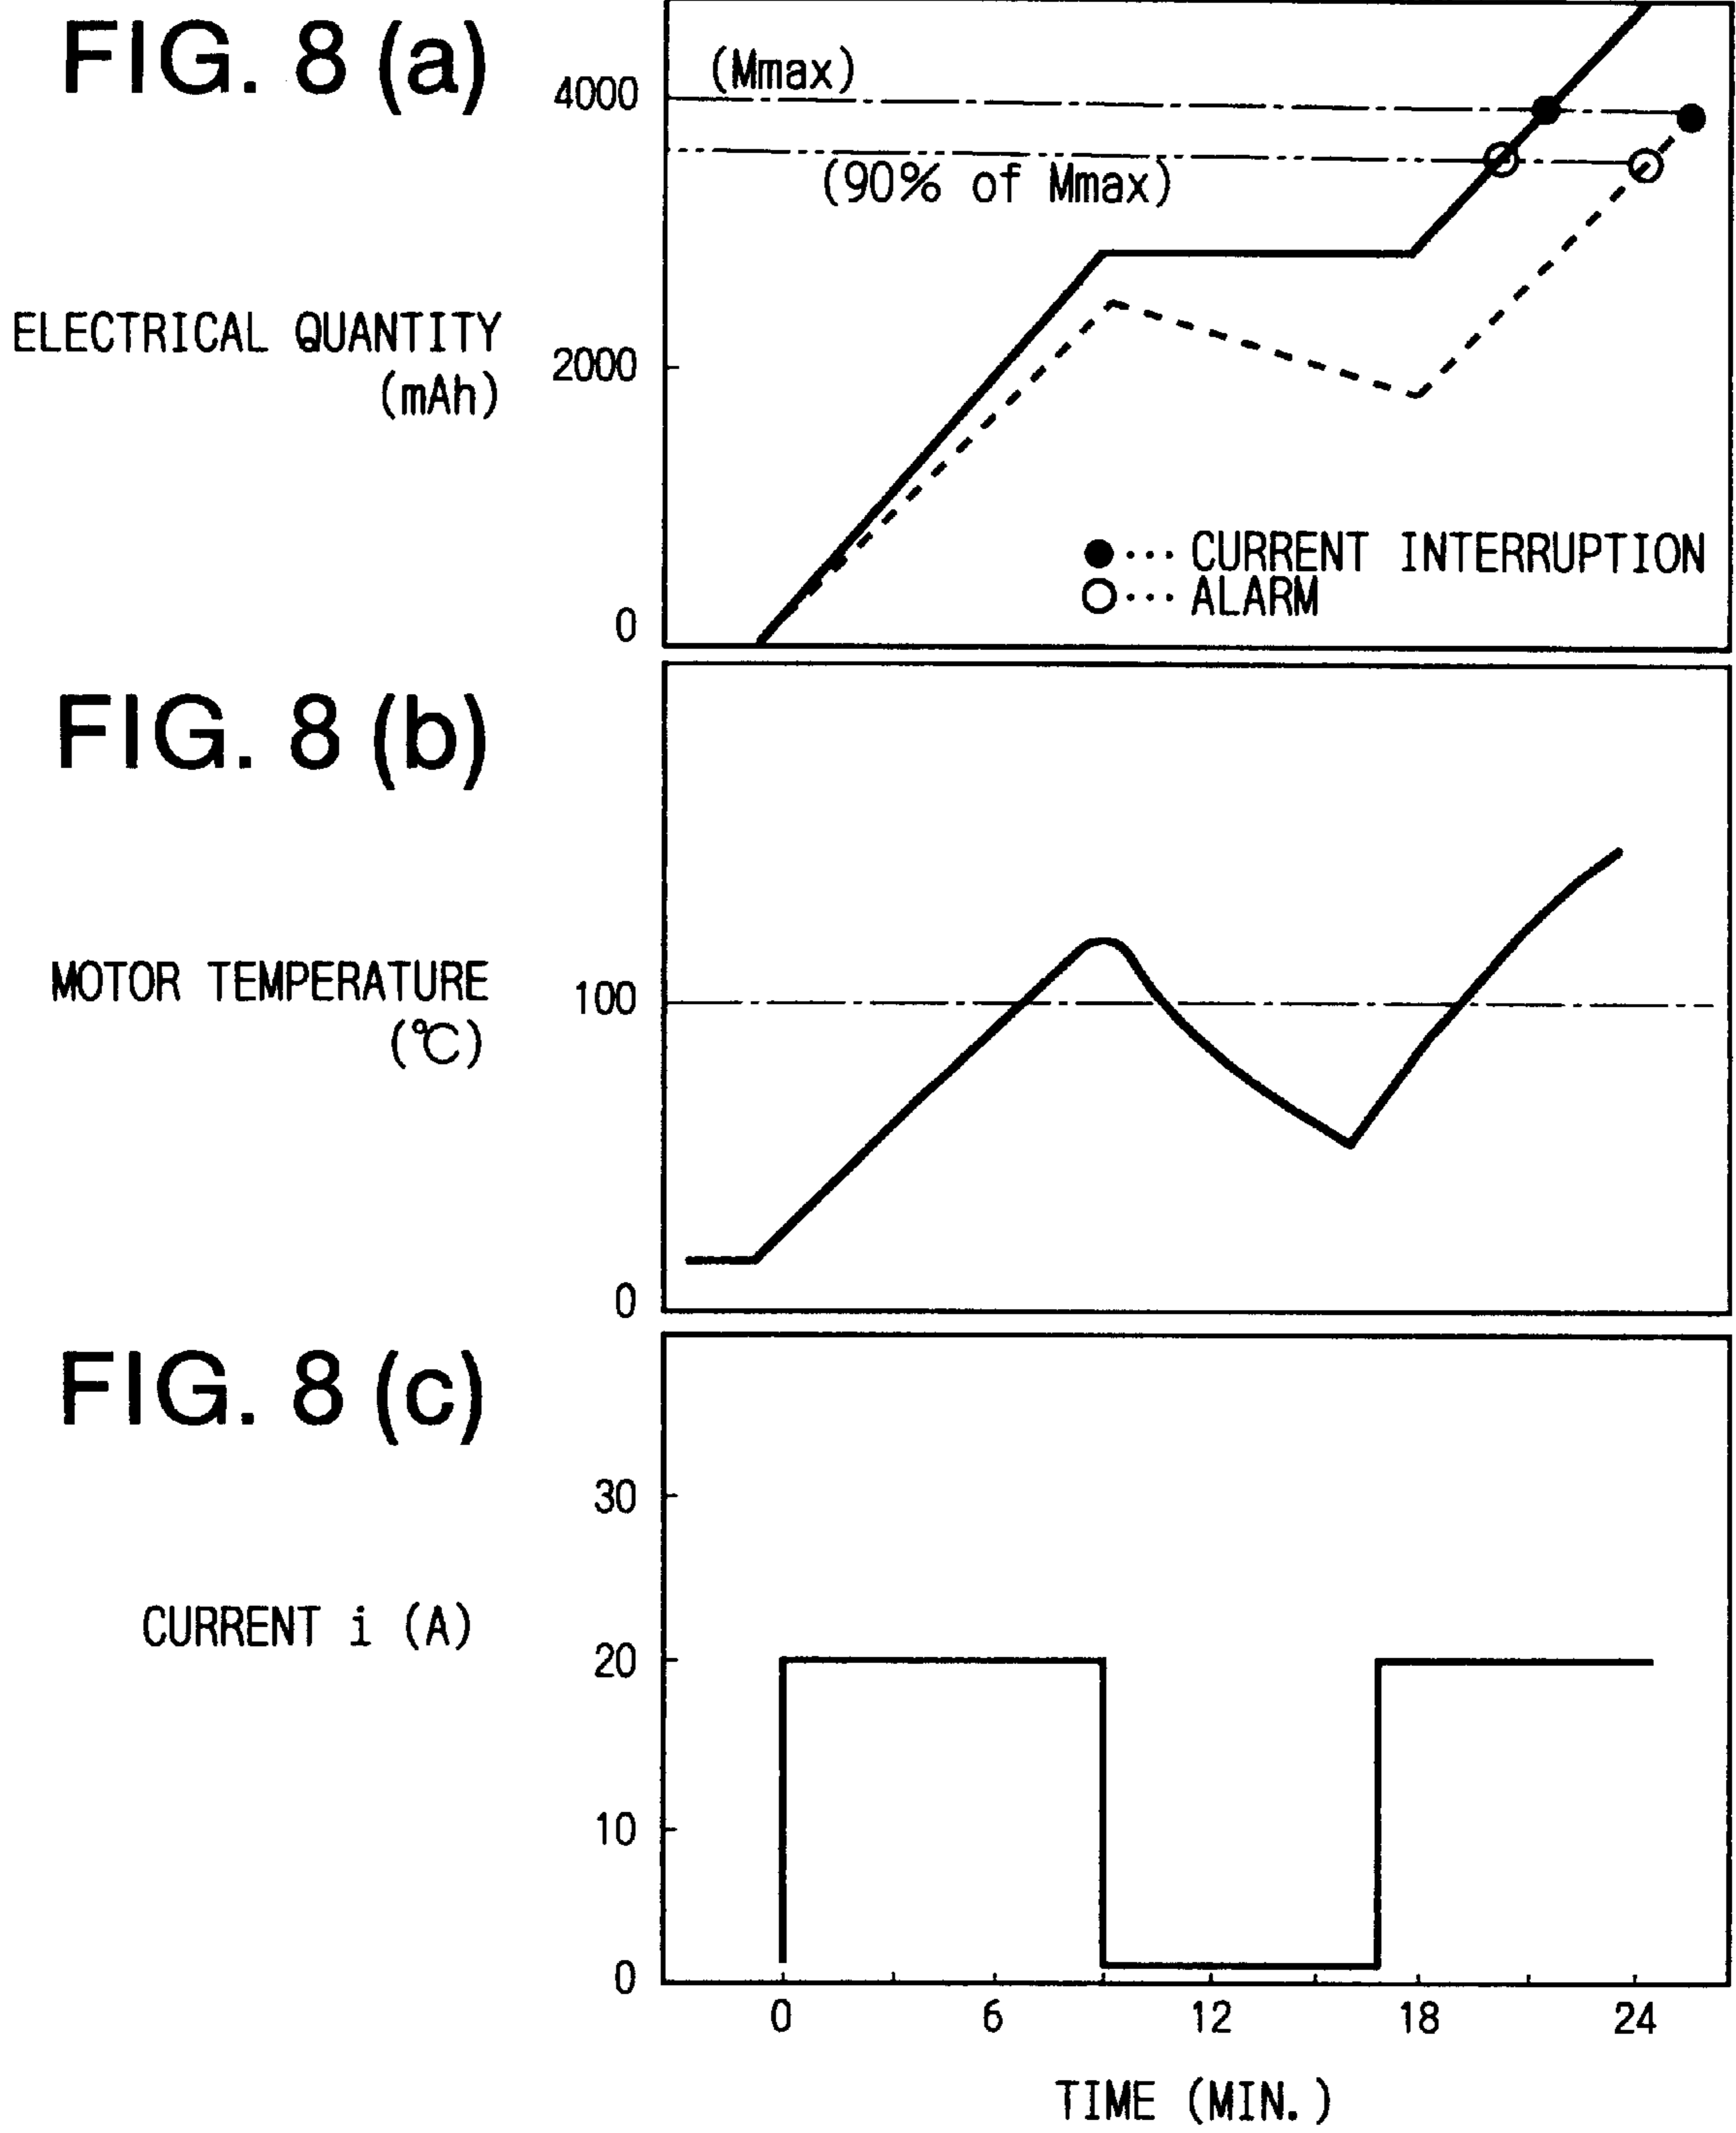 FIG. 8 (a)
(Mmax)
4000
(90% of Mmax)
ELECTRICAL QUANTITY
(mAh)
2000
●··· CURRENT INTERRUPTION
○··· ALARM
0
FIG. 8 (b)
MOTOR TEMPERATURE
(℃)
100
0
FIG. 8 (c)
30
CURRENT i (A)
20
10
0
0 6 12 18 24
TIME (MIN.)